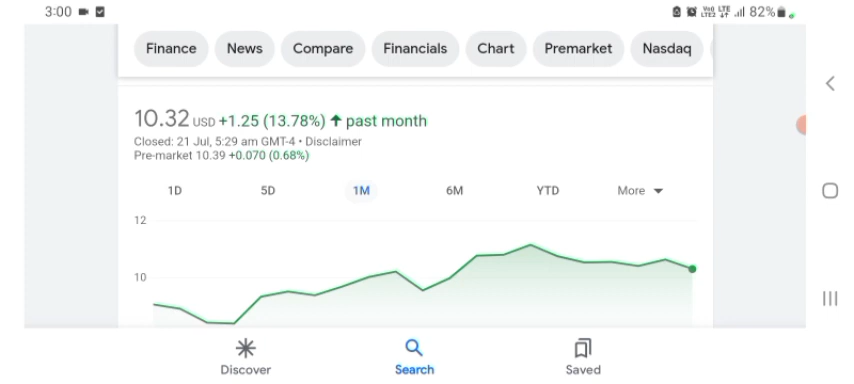 3:00 82%
Finance News Compare Financials Chart Premarket Nasdaq
10.32 USD +1.25 (13.78%) ↑ past month
Closed: 21 Jul, 5:29 am GMT-4 • Disclaimer
Pre-market 10.39 +0.070 (0.68%)
1D 5D 1M 6M YTD More
12
10
Discover Search Saved